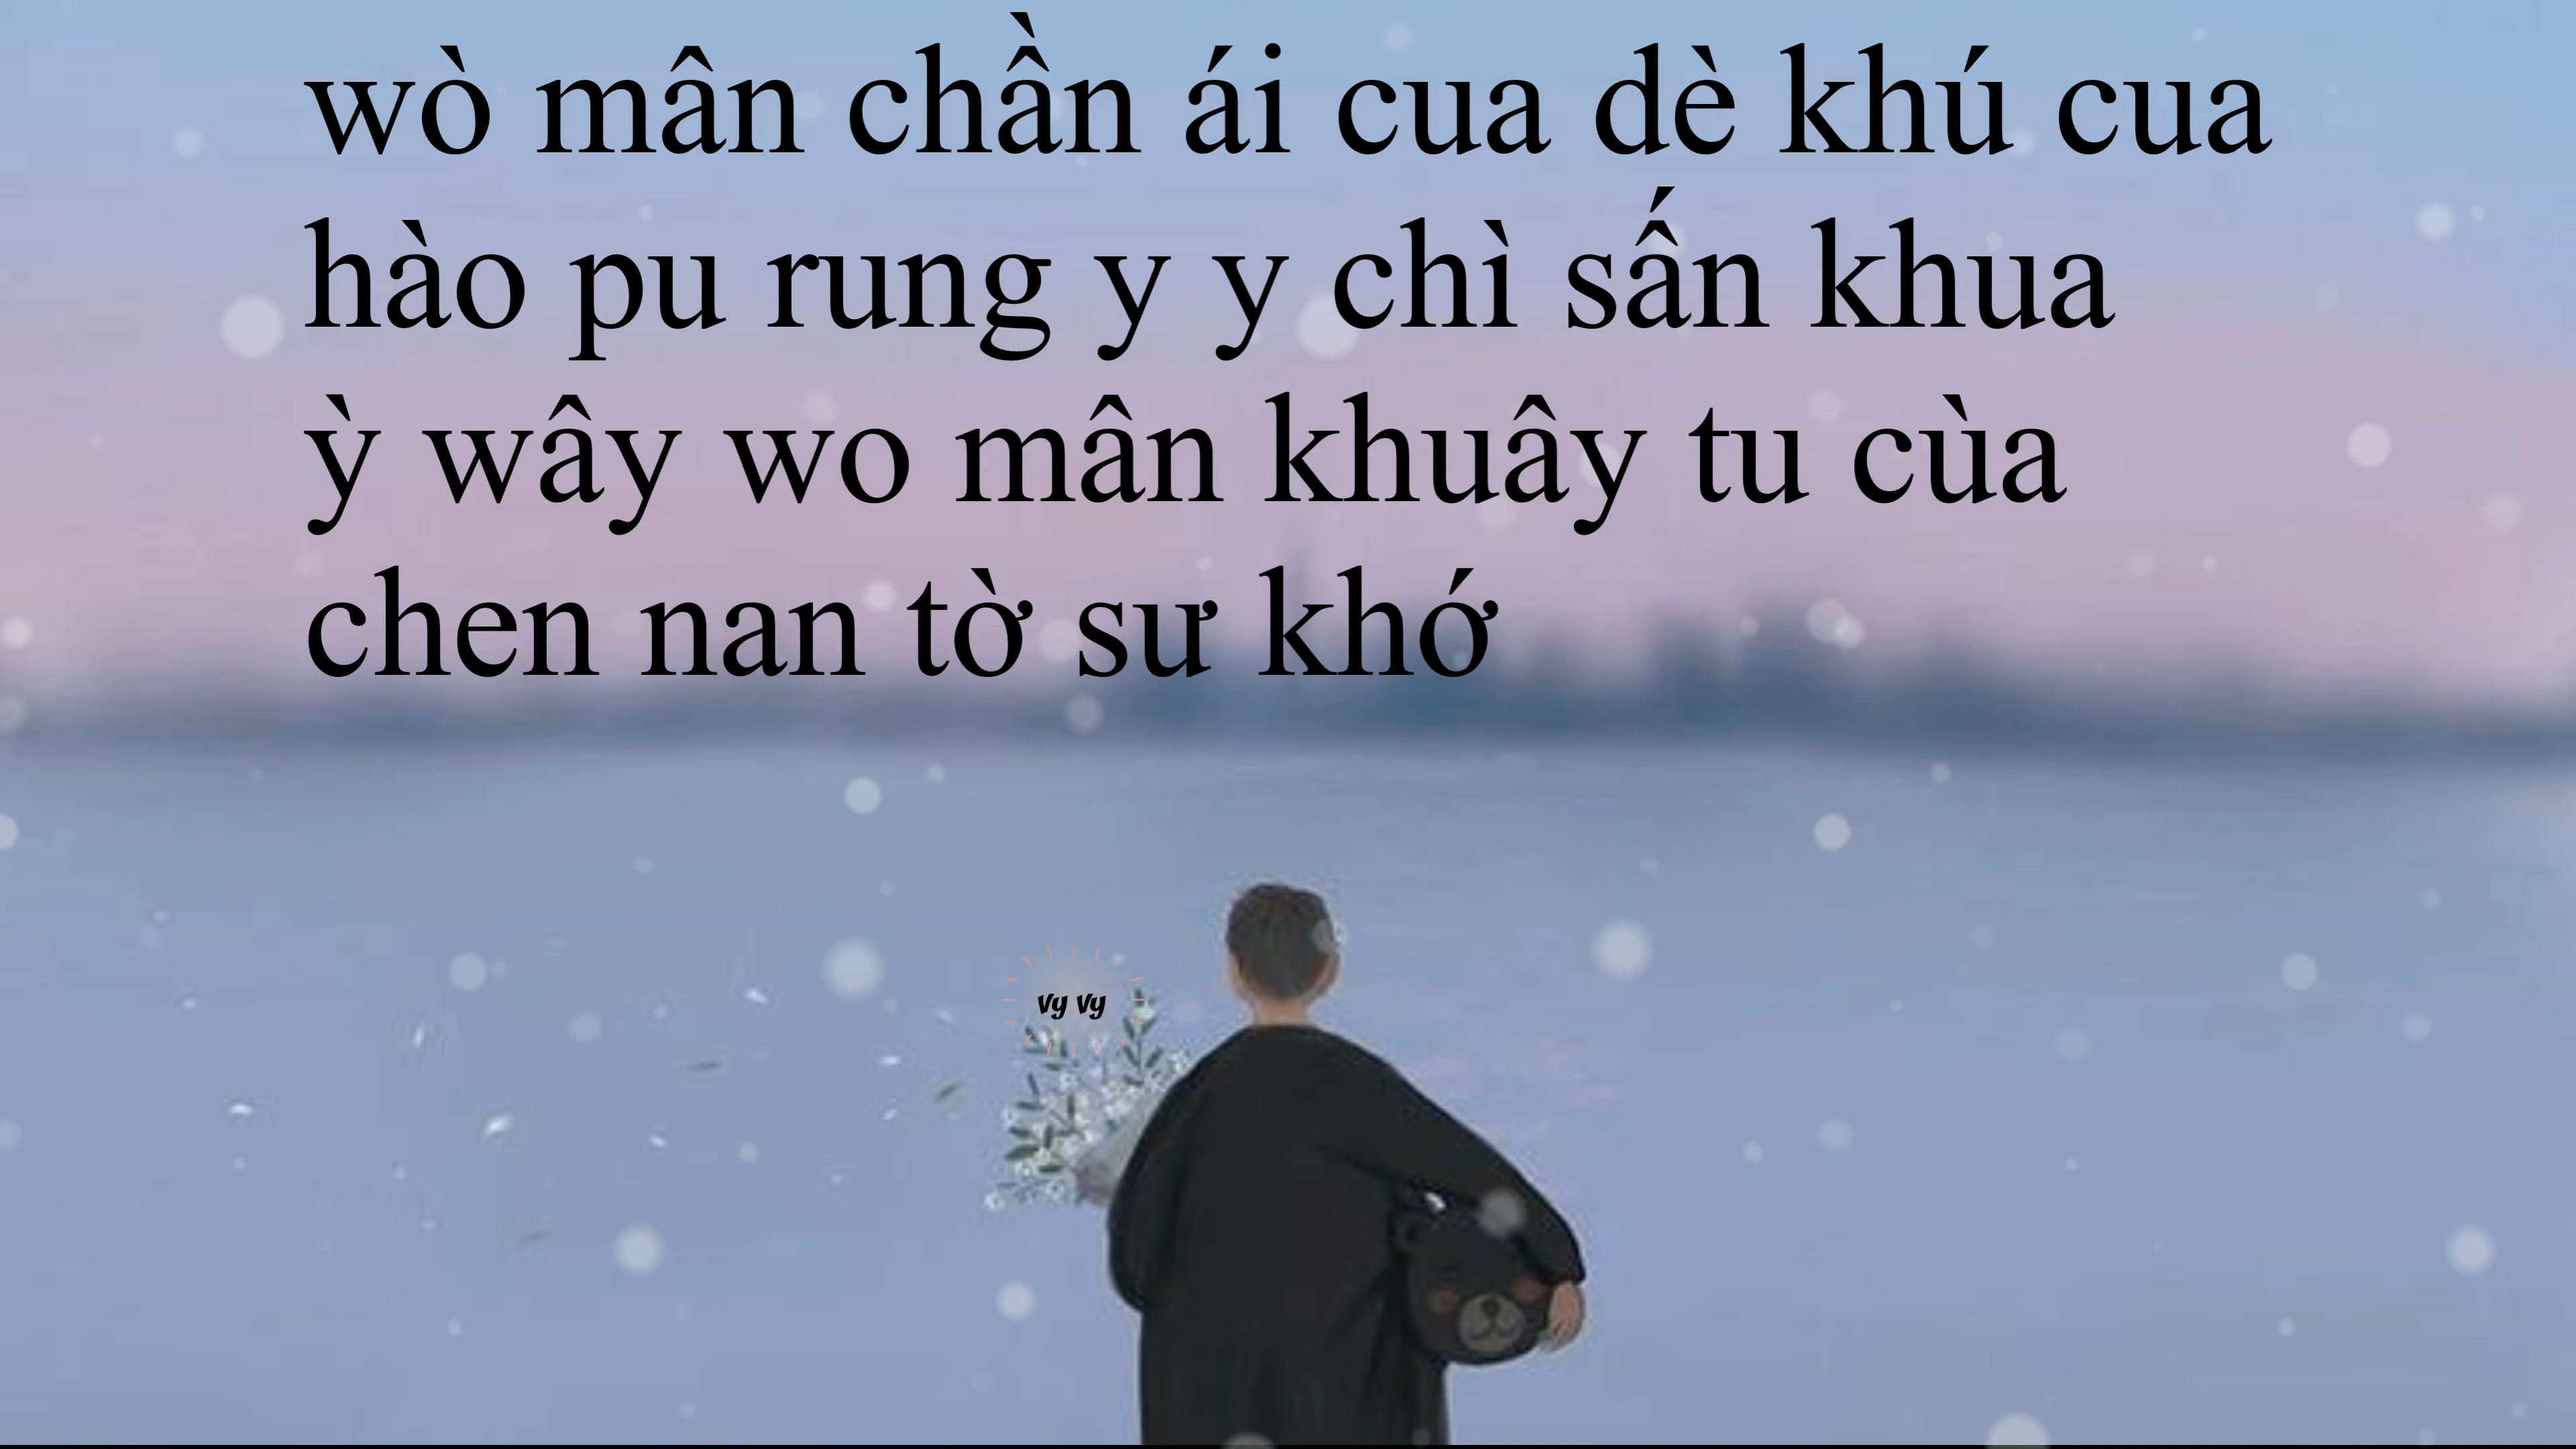 wò mân chần ái cua dè khú cua
hào pu rung y y chì sấn khua
ỳ wây wo mân khuây tu cùa
chen nan tờ sư khớ
Vy Vy